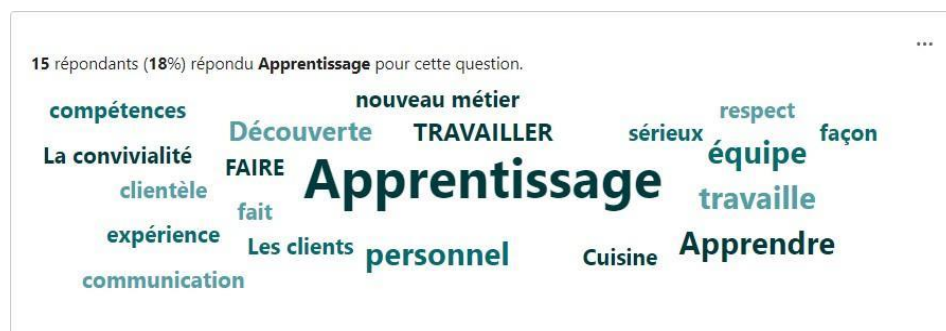 ...
15 répondants (18%) répondu Apprentissage pour cette question.
nouveau métier
compétences
respect
Découverte
TRAVAILLER
sérieux
façon
La convivialité
FAIRE
équipe
Apprentissage
clientèle
travaille
fait
expérience
Les clients
personnel
Cuisine
Apprendre
communication